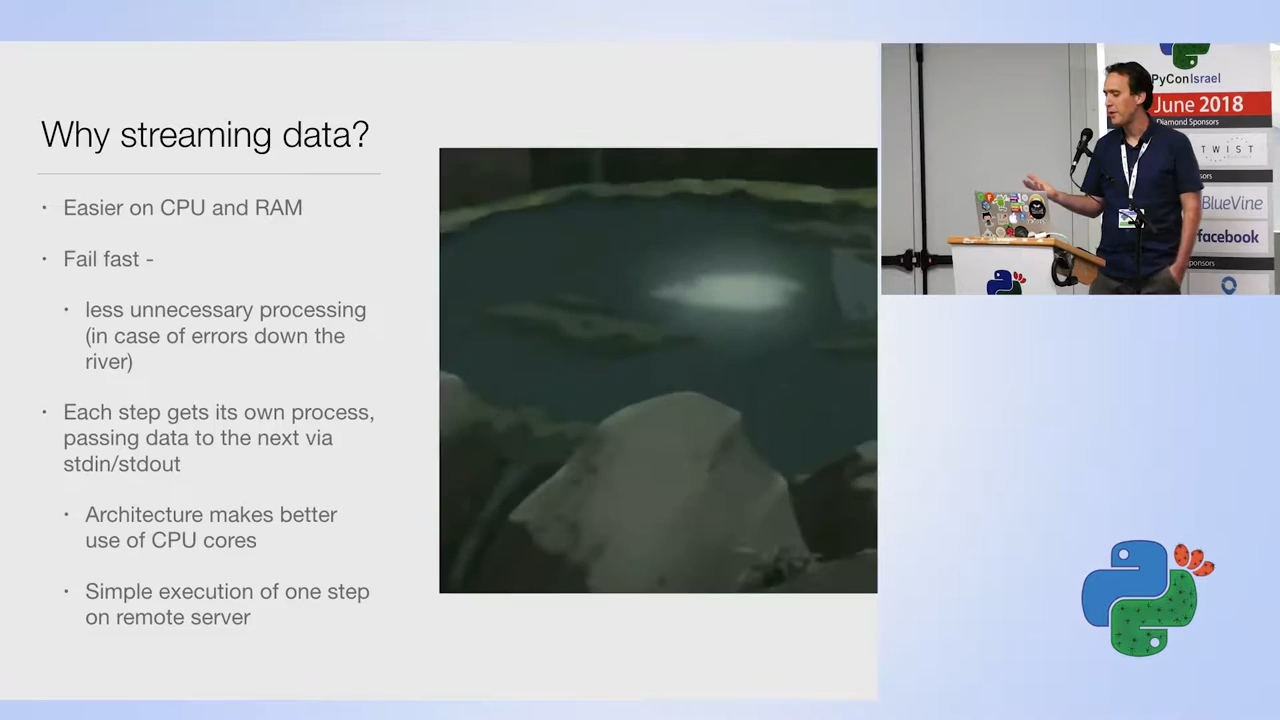 Why streaming data?
• Easier on CPU and RAM
• Fail fast -
• less unnecessary processing
(in case of errors down the
river)
• Each step gets its own process,
passing data to the next via
stdin/stdout
• Architecture makes better
use of CPU cores
• Simple execution of one step
on remote server
PyConIsrael
June 2018
Diamond Sponsors
TWIST
BlueVine
facebook